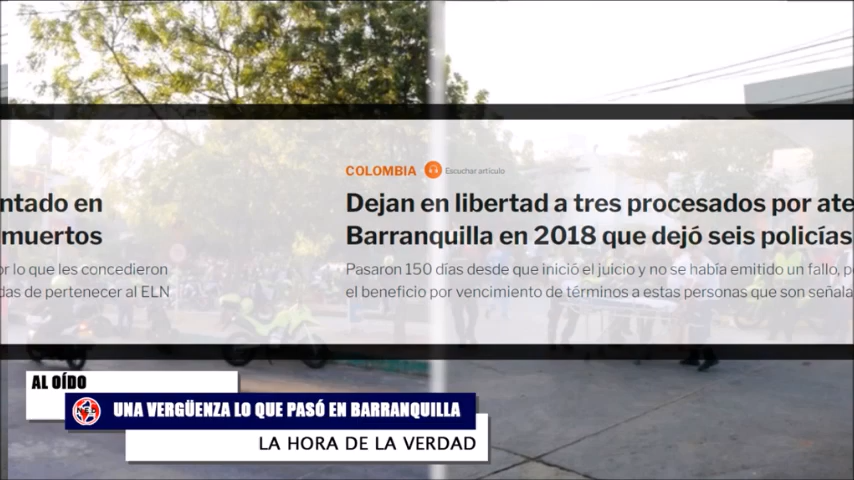 COLOMBIA Escuchar artículo
ntado en
muertos
or lo que les concedieron
das de pertenecer al ELN
Dejan en libertad a tres procesados por ate
Barranquilla en 2018 que dejó seis policías
Pasaron 150 días desde que inició el juicio y no se había emitido un fallo, p
el beneficio por vencimiento de términos a estas personas que son señala
AL OÍDO
UNA VERGÜENZA LO QUE PASÓ EN BARRANQUILLA
LA HORA DE LA VERDAD